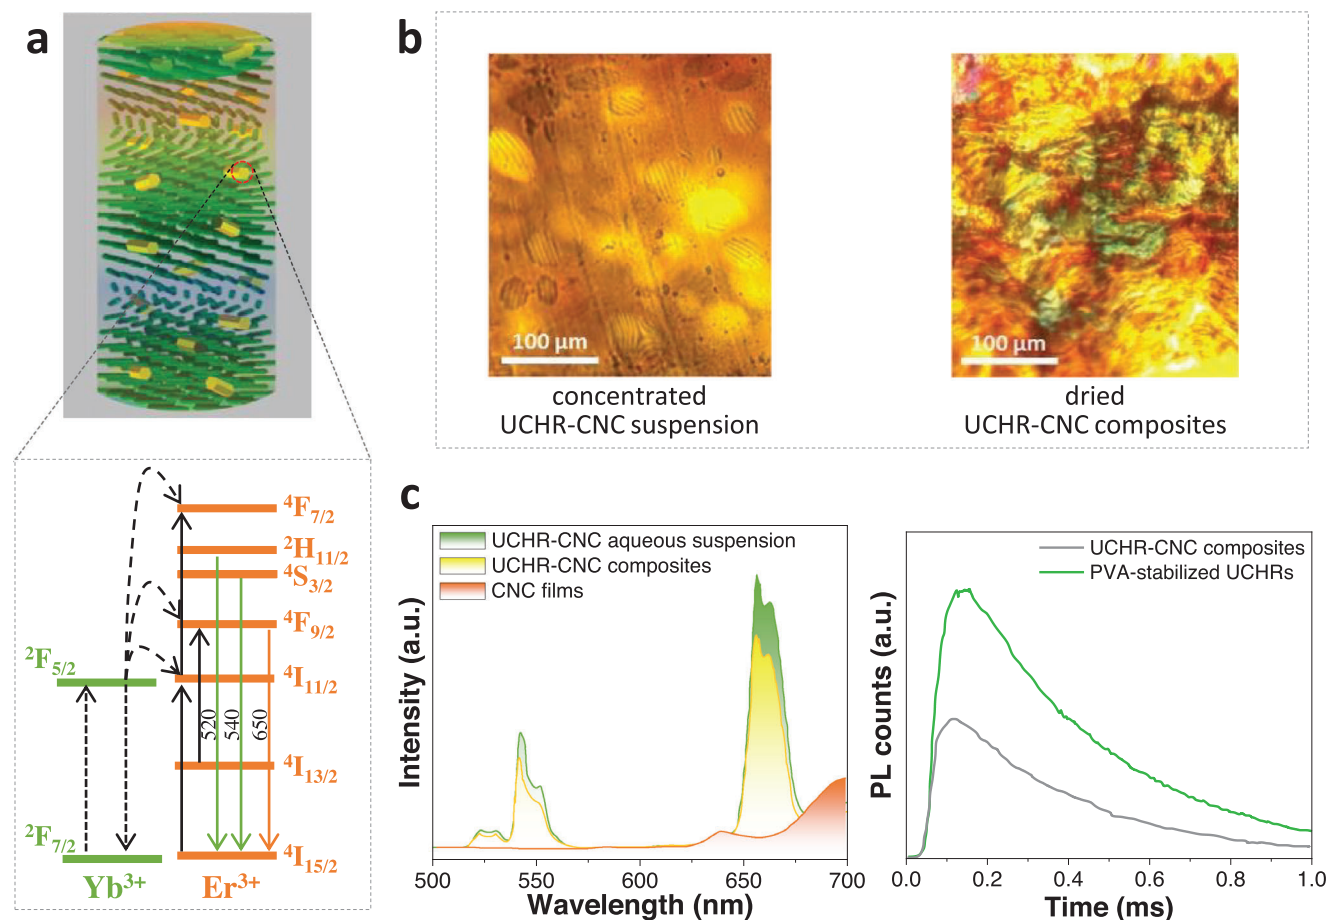 a
b
100 µm
100 µm
concentrated
UCHR-CNC suspension
dried
UCHR-CNC composites
⁴F₇/₂
²H₁₁/₂
⁴S₃/₂
⁴F₉/₂
²F₅/₂
⁴I₁₁/₂
520
540
650
⁴I₁₃/₂
²F₇/₂
⁴I₁₅/₂
Yb³⁺
Er³⁺
c
Intensity (a.u.)
UCHR-CNC aqueous suspension
UCHR-CNC composites
CNC films
500
550
600
650
700
Wavelength (nm)
PL counts (a.u.)
UCHR-CNC composites
PVA-stabilized UCHRs
0.0
0.2
0.4
0.6
0.8
1.0
Time (ms)